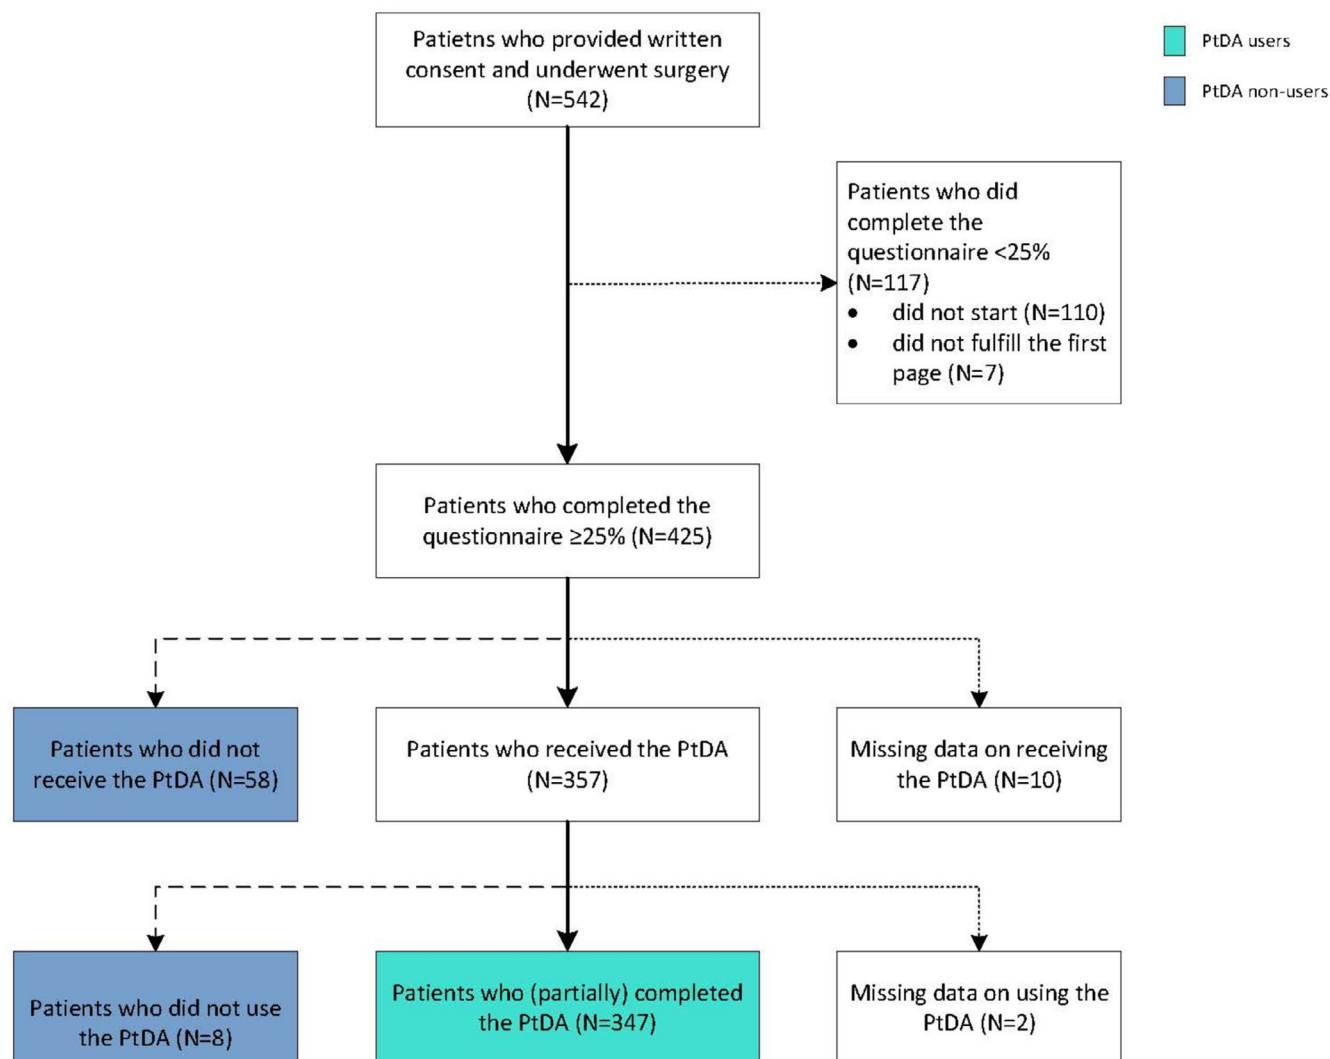 Patietns who provided written
consent and underwent surgery
(N=542)
PtDA users
PtDA non-users
Patients who did
complete the
questionnaire <25%
(N=117)
• did not start (N=110)
• did not fulfill the first
page (N=7)
Patients who completed the
questionnaire ≥25% (N=425)
Patients who did not
receive the PtDA (N=58)
Patients who received the PtDA
(N=357)
Missing data on receiving
the PtDA (N=10)
Patients who did not use
the PtDA (N=8)
Patients who (partially) completed
the PtDA (N=347)
Missing data on using the
PtDA (N=2)